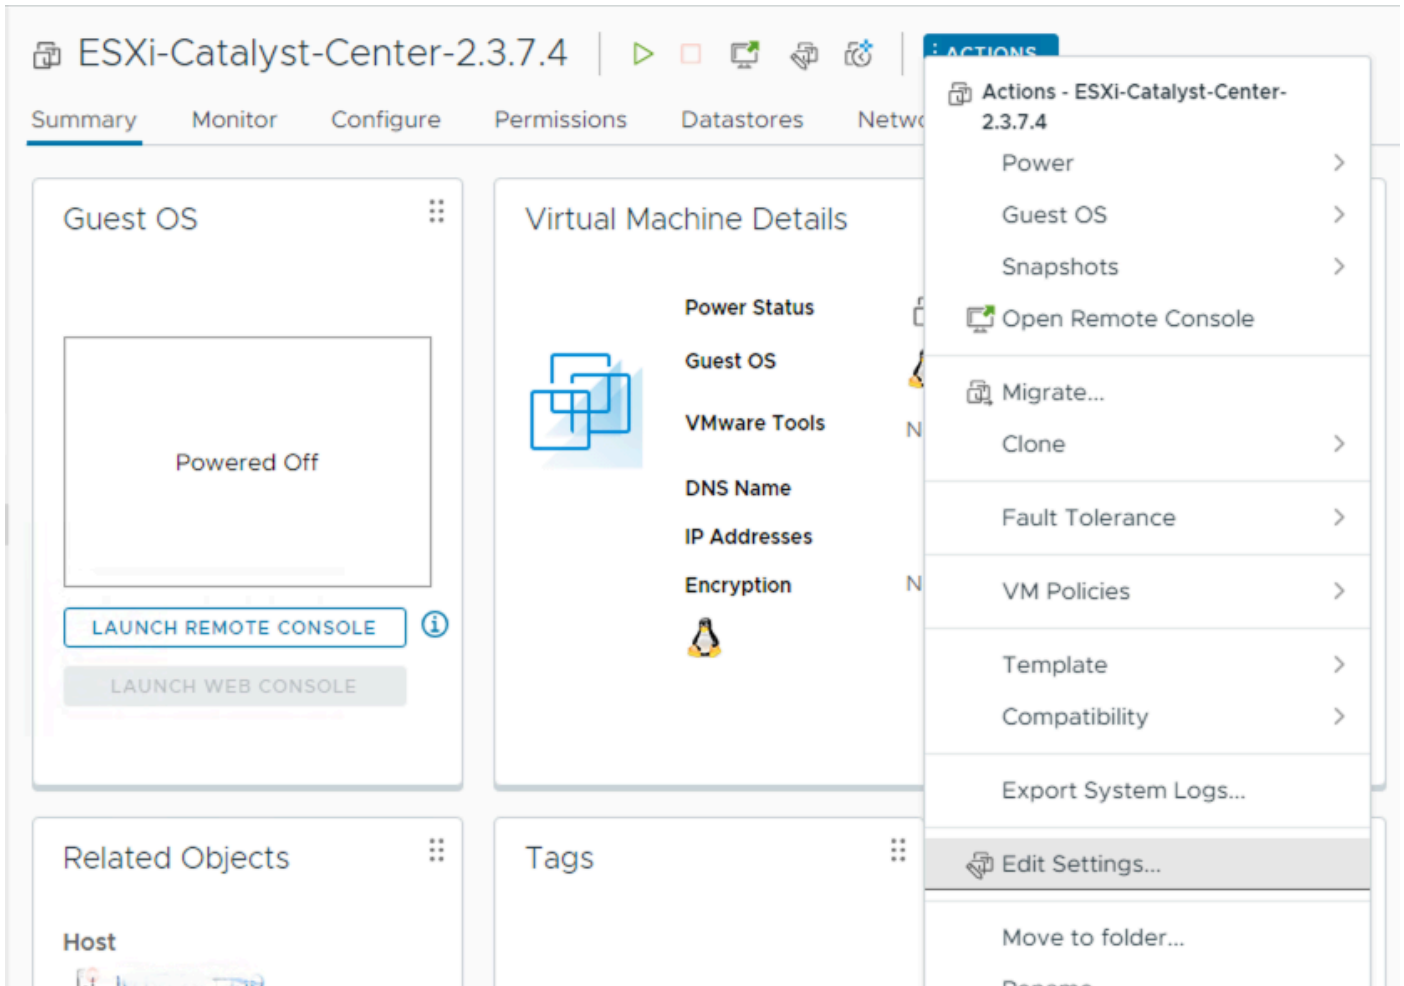 ESXi-Catalyst-Center-2.3.7.4
ACTIONS
Summary Monitor Configure Permissions Datastores
Guest OS
Powered Off
LAUNCH REMOTE CONSOLE
LAUNCH WEB CONSOLE
Virtual Machine Details
Power Status
Guest OS
VMware Tools
N
DNS Name
IP Addresses
Encryption
N
Related Objects
Host
Tags
Actions - ESXi-Catalyst-Center-
2.3.7.4
Power
Guest OS
Snapshots
Open Remote Console
Migrate...
Clone
Fault Tolerance
VM Policies
Template
Compatibility
Export System Logs...
Edit Settings...
Move to folder...